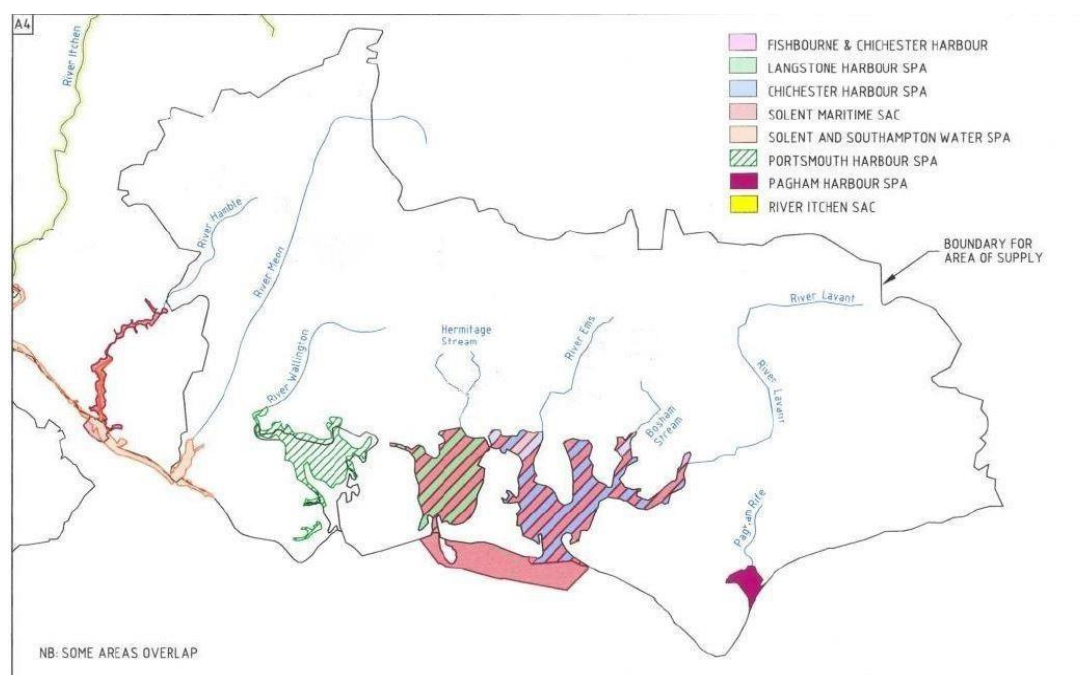 A4
River Itchen
FISHBOURNE & CHICHESTER HARBOUR
LANGSTONE HARBOUR SPA
CHICHESTER HARBOUR SPA
SOLENT MARITIME SAC
SOLENT AND SOUTHAMPTON WATER SPA
PORTSMOUTH HARBOUR SPA
PAGHAM HARBOUR SPA
RIVER ITCHEN SAC
BOUNDARY FOR
AREA OF SUPPLY
River Hamble
River Meon
River Wallington
Hermitage
Stream
River Ems
River Lavant
River Lavant
Bosham
Stream
Pagham Rife
NB: SOME AREAS OVERLAP